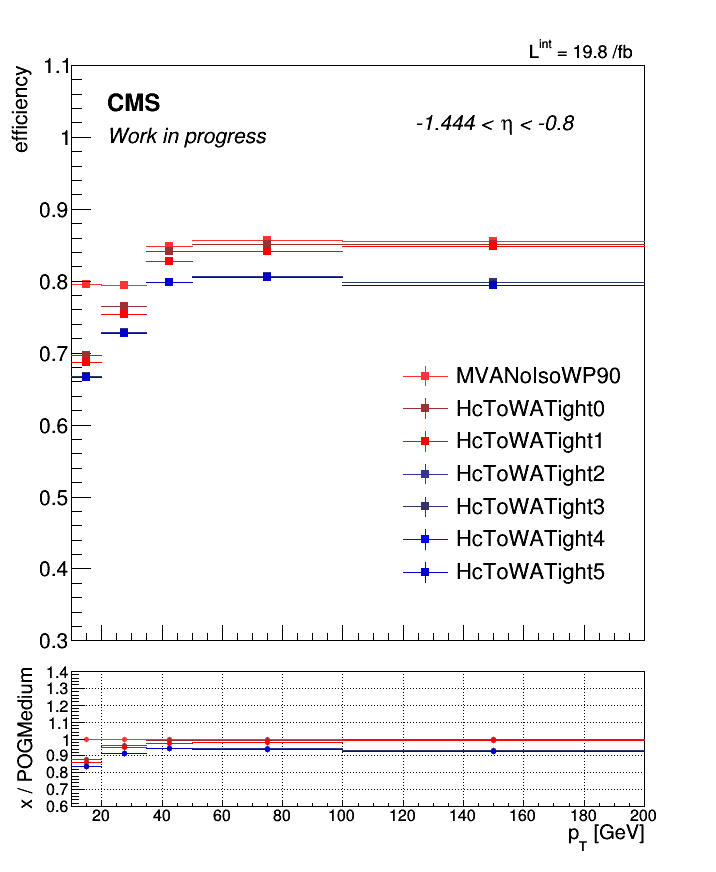 L^int = 19.8 /fb
efficiency
1.1
CMS
Work in progress
-1.444 < η < -0.8
1
0.9
0.8
0.7
0.6
0.5
0.4
0.3
MVANoIsoWP90
HcToWATight0
HcToWATight1
HcToWATight2
HcToWATight3
HcToWATight4
HcToWATight5
x / POGMedium
1.4
1.3
1.2
1.1
1
0.9
0.8
0.7
0.6
20 40 60 80 100 120 140 160 180 200
p_T [GeV]